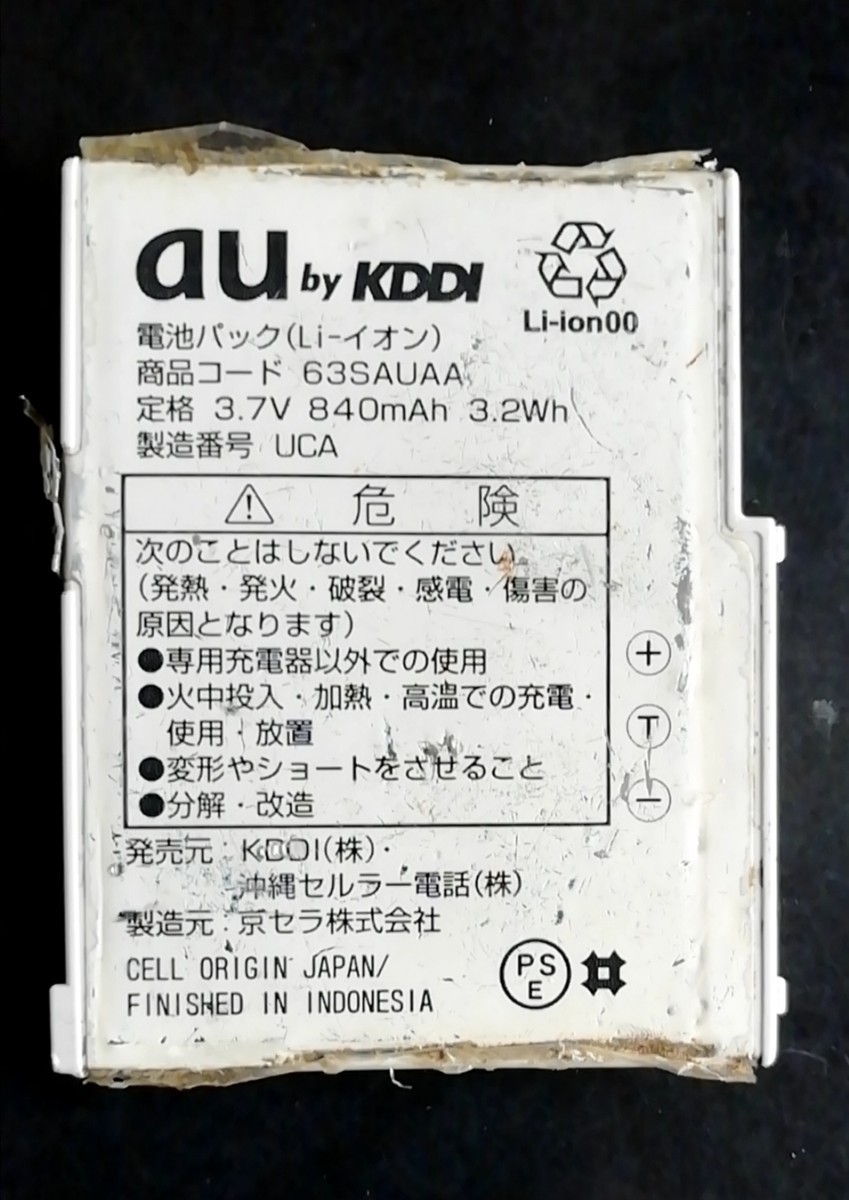 au by KDDI
Li-ion00
電池パック(Li-イオン)
商品コード 63SAUAA
定格 3.7V 840mAh 3.2Wh
製造番号 UCA
危 険
次のことはしないでください。
(発熱・発火・破裂・感電・傷害の
原因となります)
●専用充電器以外での使用
●火中投入・加熱・高温での充電・
使用・放置
●変形やショートをさせること
●分解・改造
+
T
−
発売元:KDDI(株)・
沖縄セルラー電話(株)
製造元:京セラ株式会社
CELL ORIGIN JAPAN/
FINISHED IN INDONESIA
PS
E